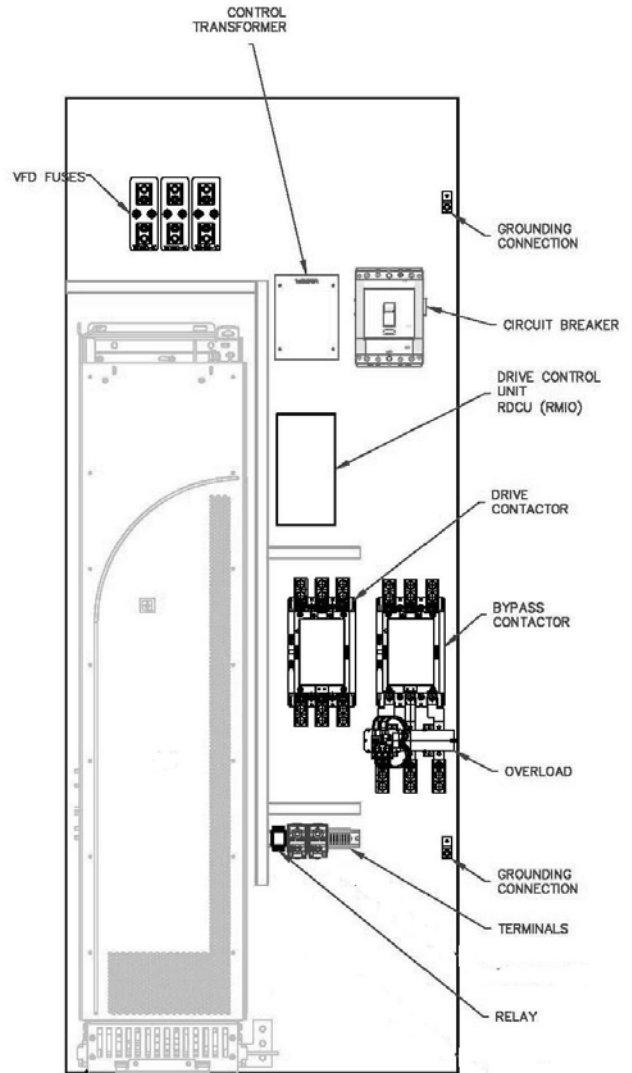 CONTROL
TRANSFORMER
VFD FUSES
GROUNDING
CONNECTION
CIRCUIT BREAKER
DRIVE CONTROL
UNIT
RDCU (RMIO)
DRIVE
CONTACTOR
BYPASS
CONTACTOR
OVERLOAD
GROUNDING
CONNECTION
TERMINALS
RELAY